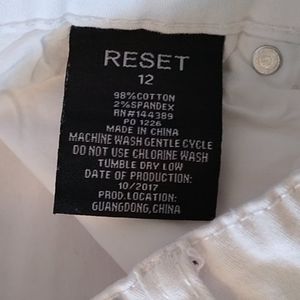 RESET
12
98%COTTON
2%SPANDEX
RN#144389
PO 1226
MADE IN CHINA
MACHINE WASH GENTLE CYCLE
DO NOT USE CHLORINE WASH
TUMBLE DRY LOW
DATE OF PRODUCTION:
10/2017
PROD.LOCATION:
GUANGDONG,CHINA